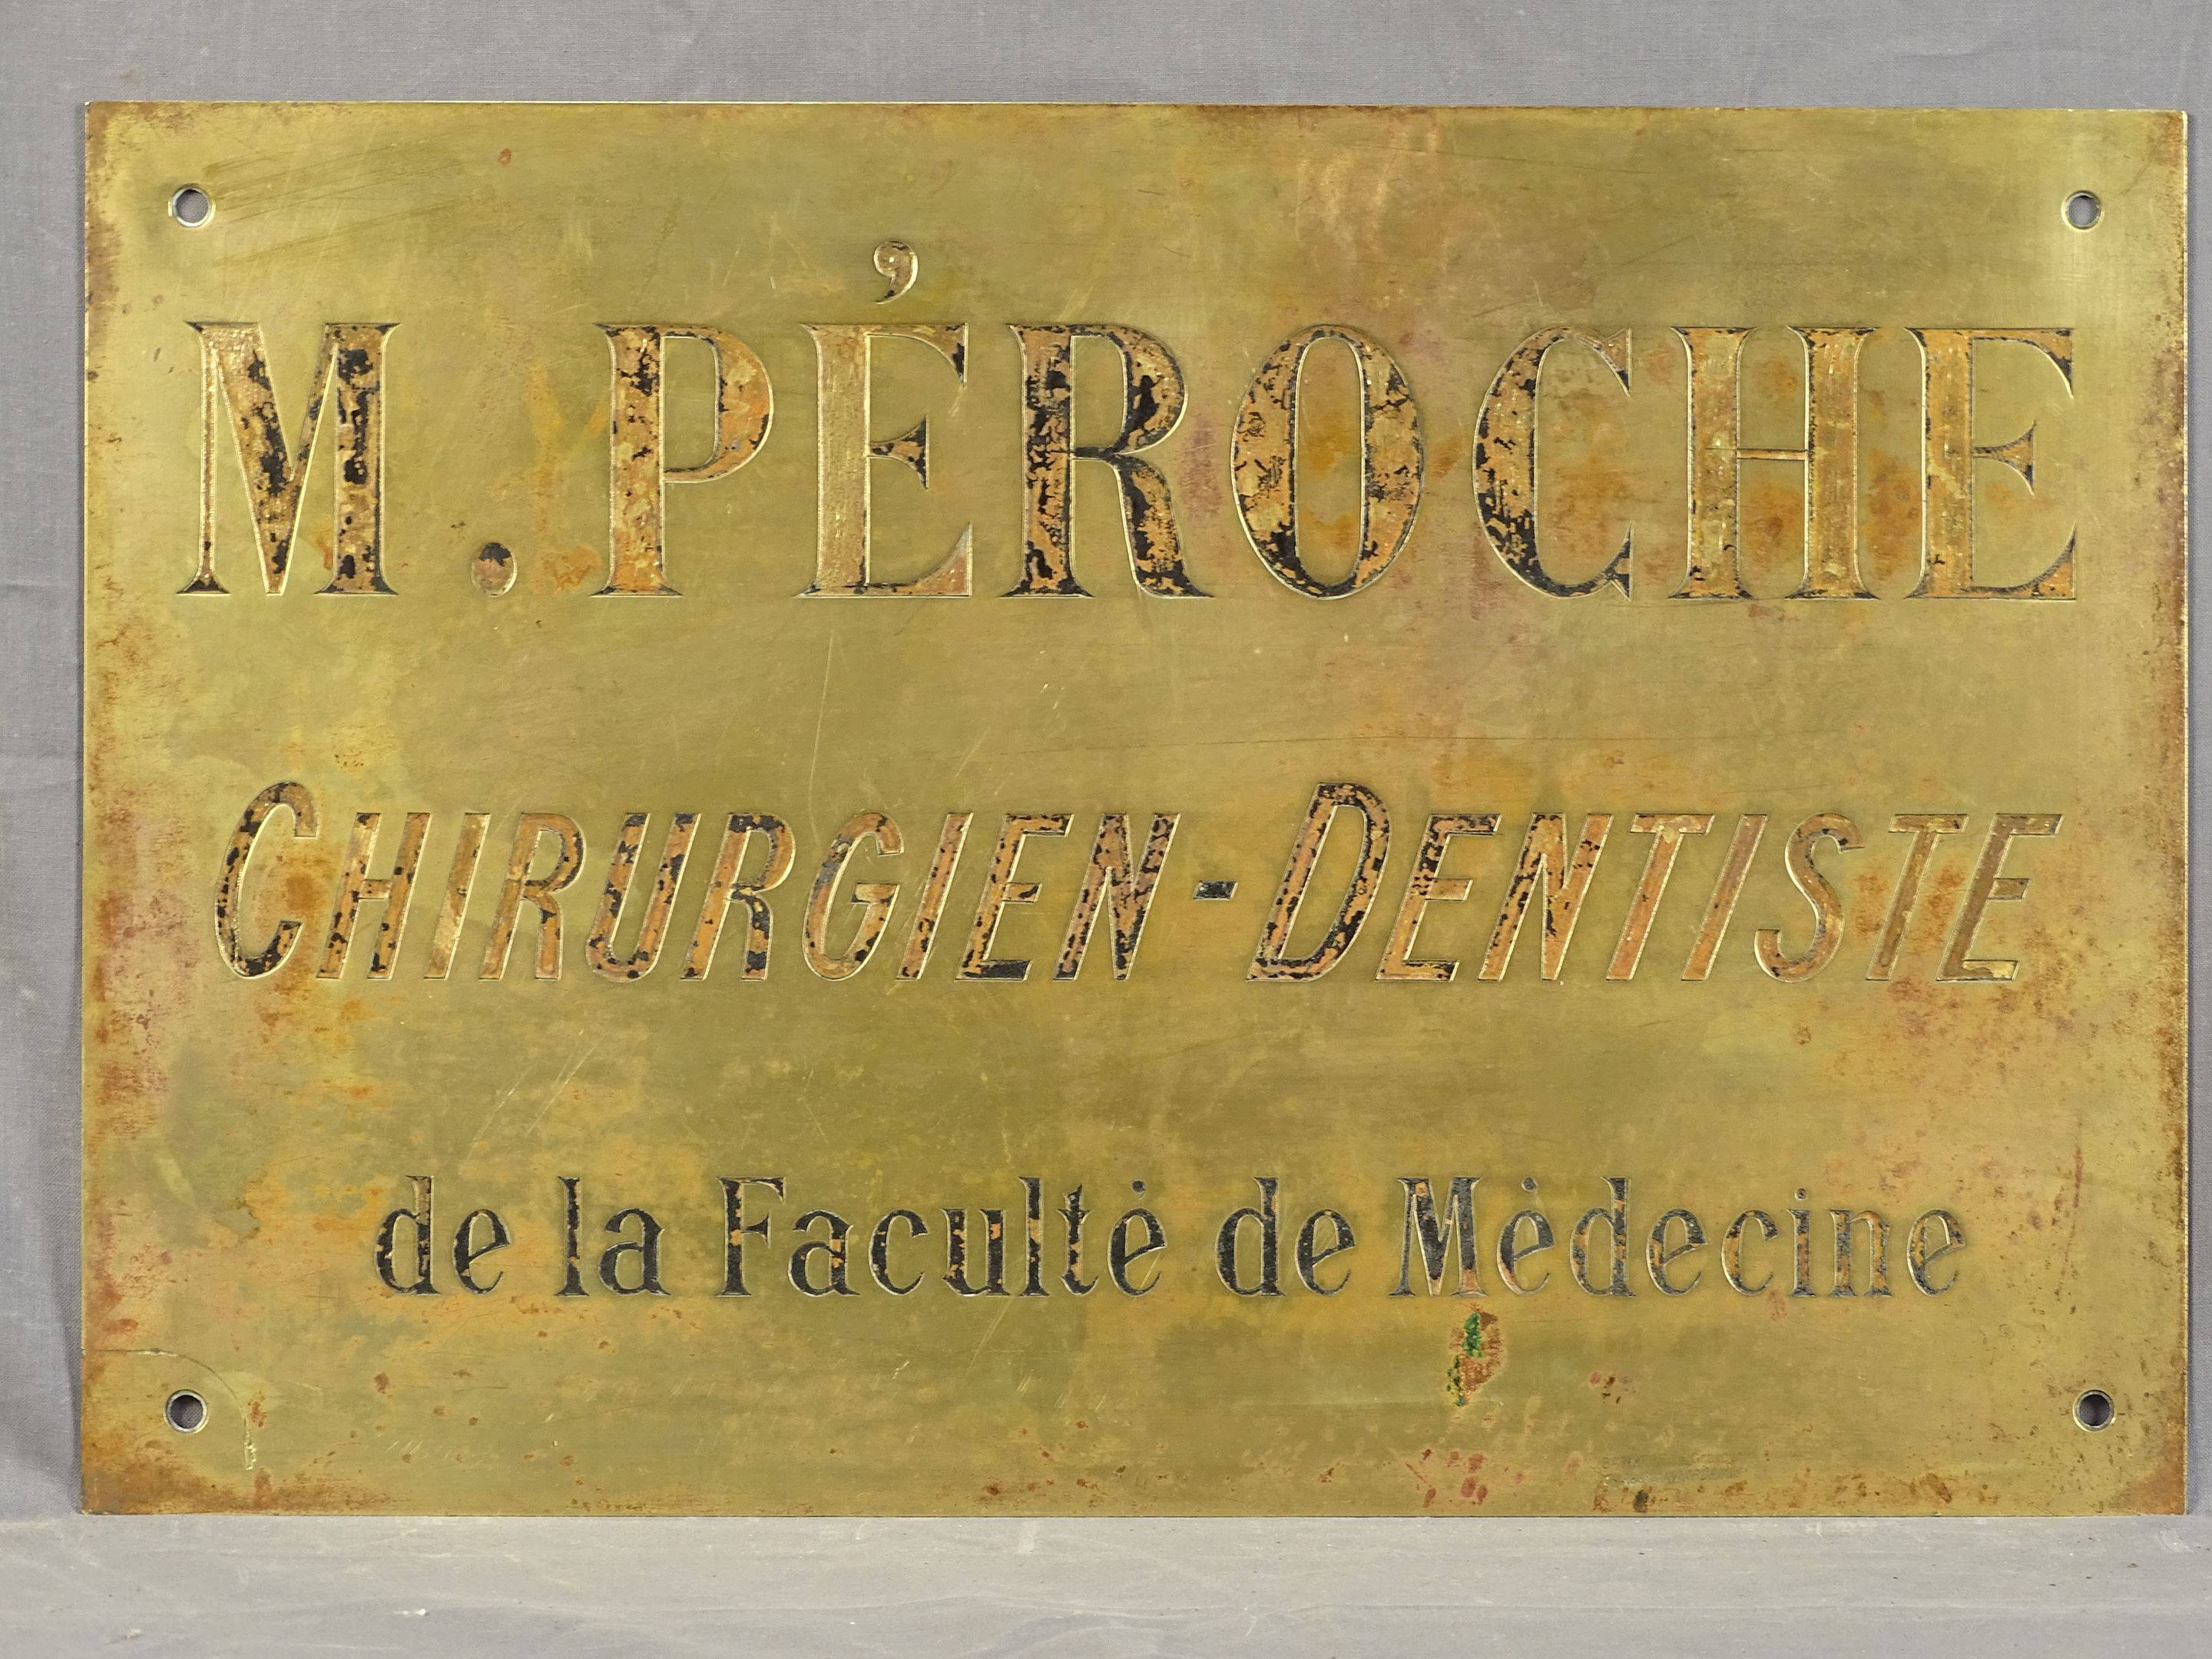 M. PÉROCHE
CHIRURGIEN-DENTISTE
de la Faculté de Médecine